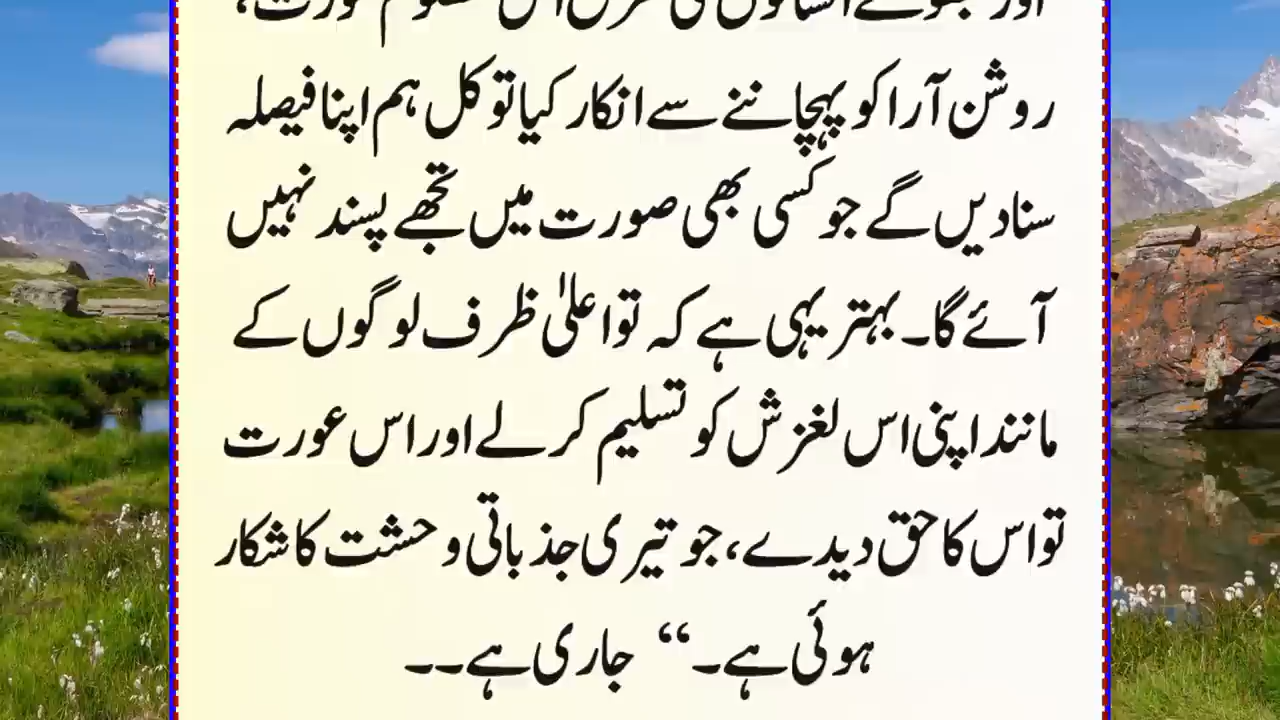 روشن آرا کو پہچاننے سے انکار کیا تو کل ہم اپنا فیصلہ
سنا دیں گے جو کسی بھی صورت میں تجھے پسند نہیں
آئے گا۔ بہتر یہی ہے کہ تو اعلیٰ ظرف لوگوں کے
مانند اپنی اس لغزش کو تسلیم کر لے اور اس عورت
تو اس کا حق دیدے، جو تیری جذباتی وحشت کا شکار
ہوئی ہے۔“ جاری ہے۔۔